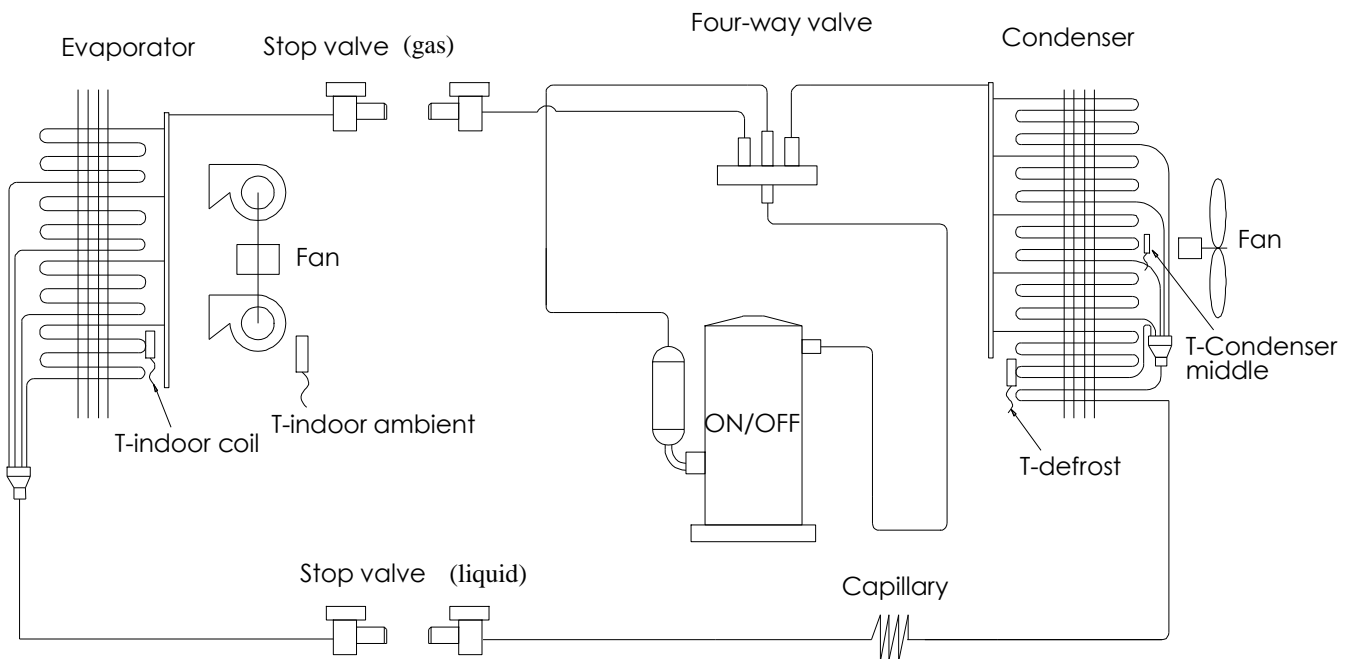 Evaporator
Stop valve (gas)
Four-way valve
Condenser
Fan
Fan
T-Condenser
middle
T-indoor coil
T-indoor ambient
ON/OFF
T-defrost
Stop valve (liquid)
Capillary